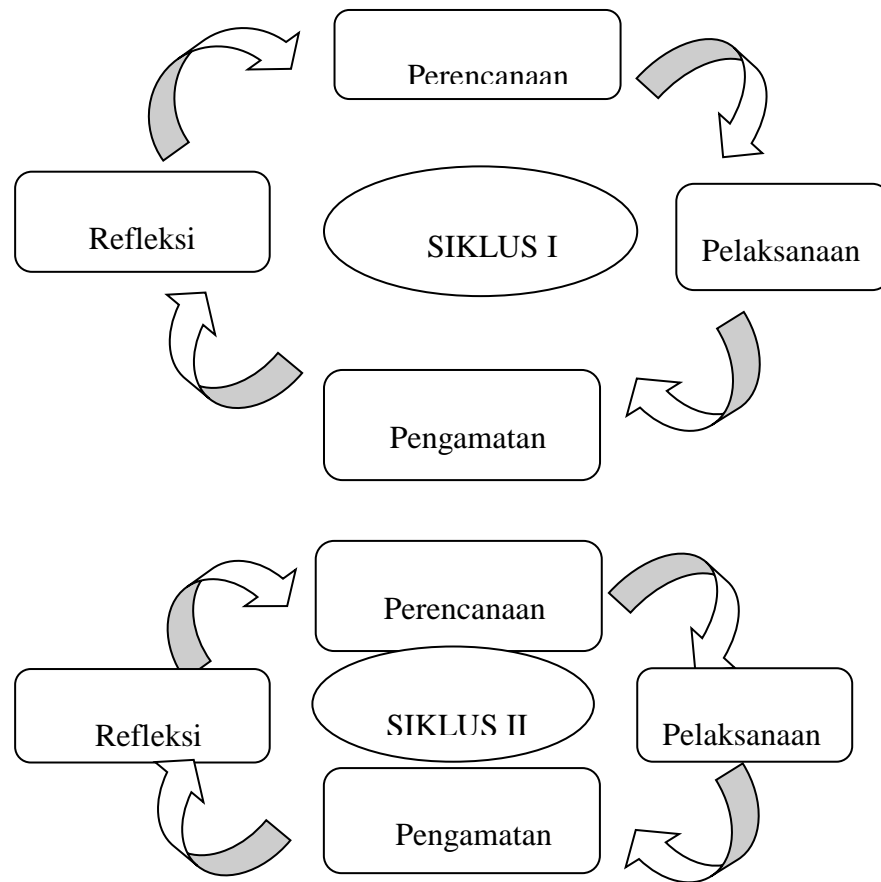 Perencanaan
Refleksi
SIKLUS I
Pelaksanaan
Pengamatan
Perencanaan
Refleksi
SIKLUS II
Pelaksanaan
Pengamatan